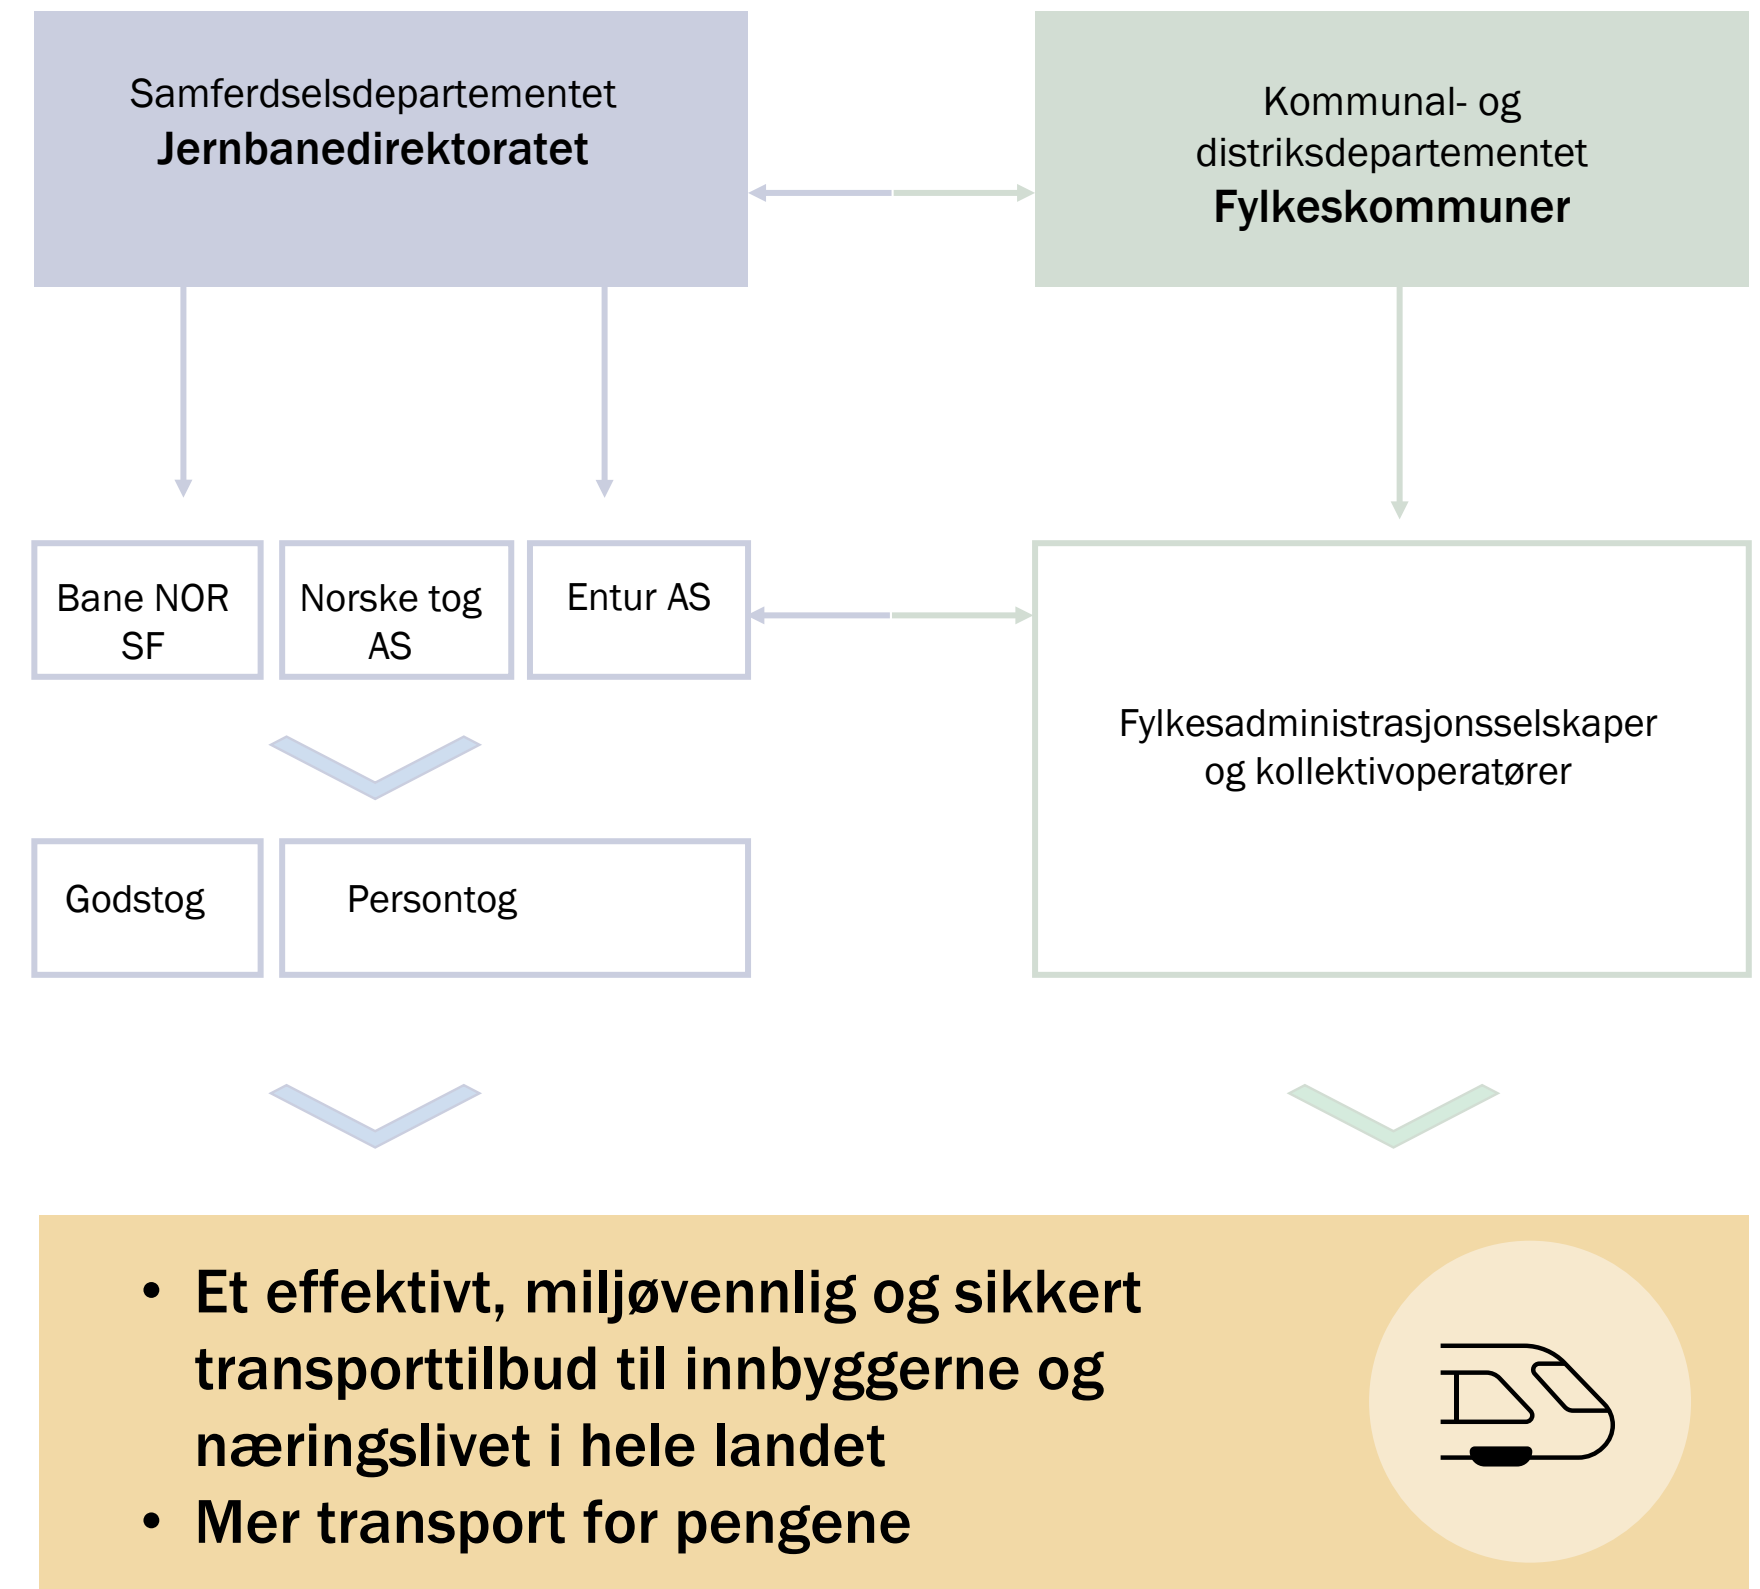 Samferdselsdepartementet
Jernbanedirektoratet
Kommunal- og
distriksdepartementet
Fylkeskommuner
Bane NOR
SF
Norske tog
AS
Entur AS
Fylkesadministrasjonsselskaper
og kollektivoperatører
Godstog
Persontog
• Et effektivt, miljøvennlig og sikkert
transporttilbud til innbyggerne og
næringslivet i hele landet
• Mer transport for pengene